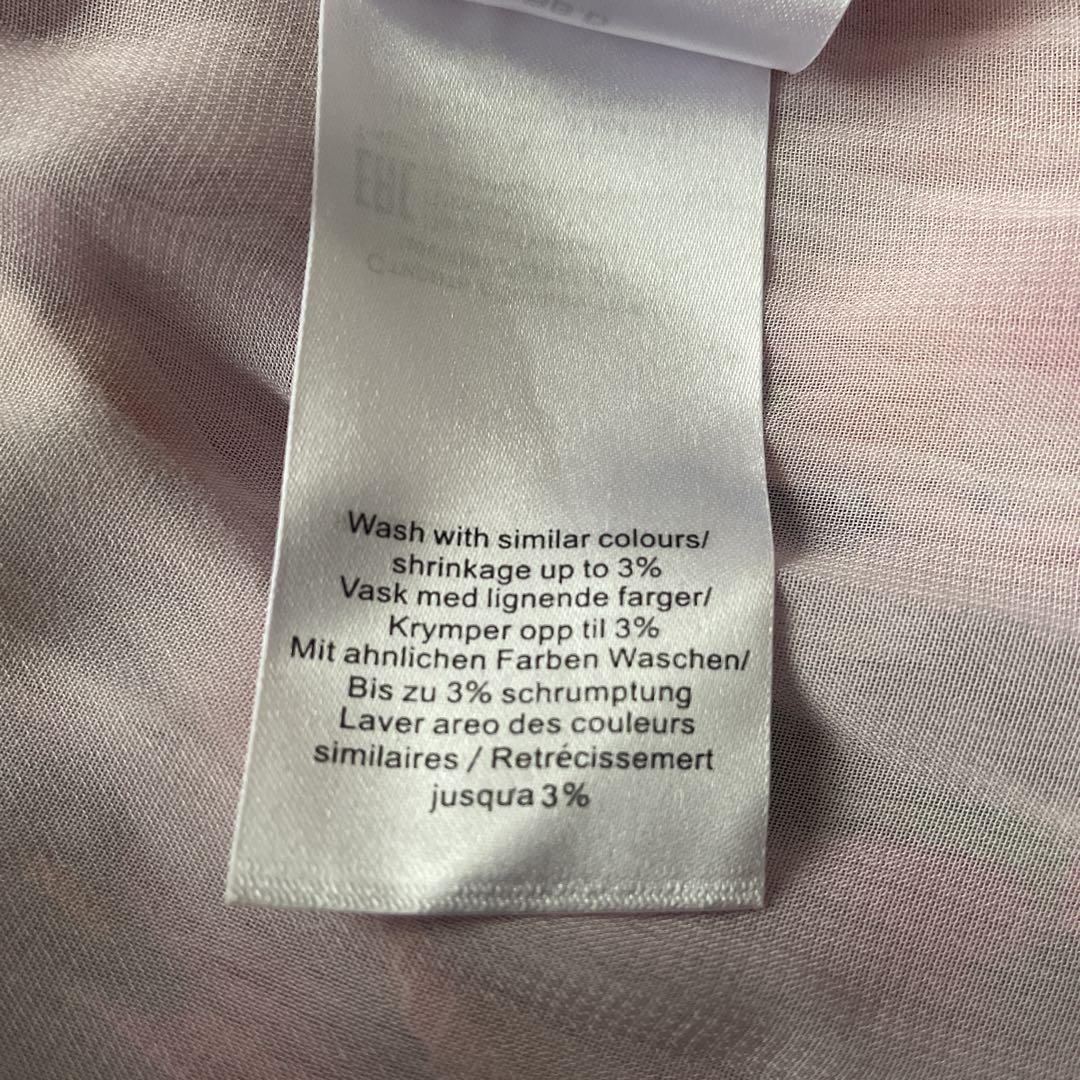 Wash with similar colours/
shrinkage up to 3%
Vask med lignende farger/
Krymper opp til 3%
Mit ahnlichen Farben Waschen/
Bis zu 3% schrumptung
Laver areo des couleurs
similaires / Retrécissemert
jusqu'a 3%